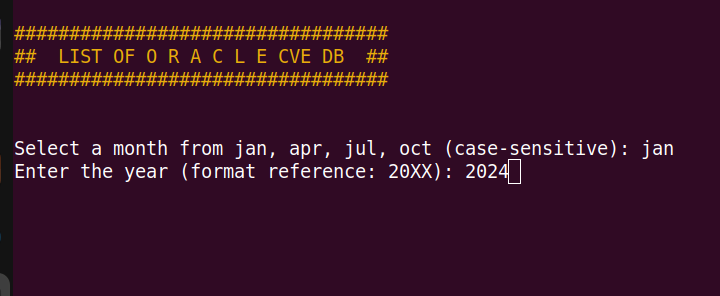 ##################################
##  LIST OF O R A C L E CVE DB  ##
##################################
Select a month from jan, apr, jul, oct (case-sensitive): jan
Enter the year (format reference: 20XX): 2024